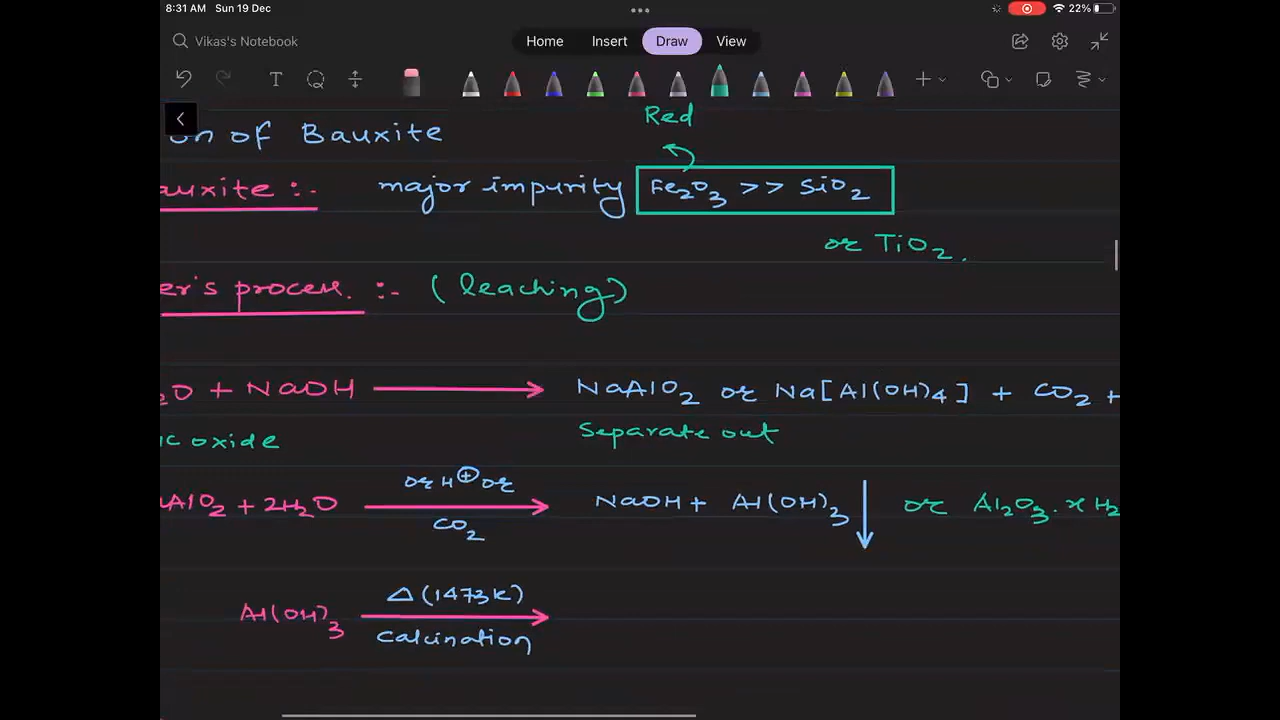 8:31 AM Sun 19 Dec
22%
Vikas's Notebook
Home Insert Draw View
Red
on of Bauxite
auxite :- major impurity Fe₂O₃ >> SiO₂
or TiO₂.
er's process. :- (leaching)
₂O + NaOH ⟶ NaAlO₂ or Na[Al(OH)₄] + CO₂ +
ic oxide
Separate out
or H⊕ or
AlO₂ + 2H₂O ⟶ NaOH + Al(OH)₃ ↓ or Al₂O₃.xH₂
CO₂
Δ(1473K)
Al(OH)₃ ⟶
Calcination